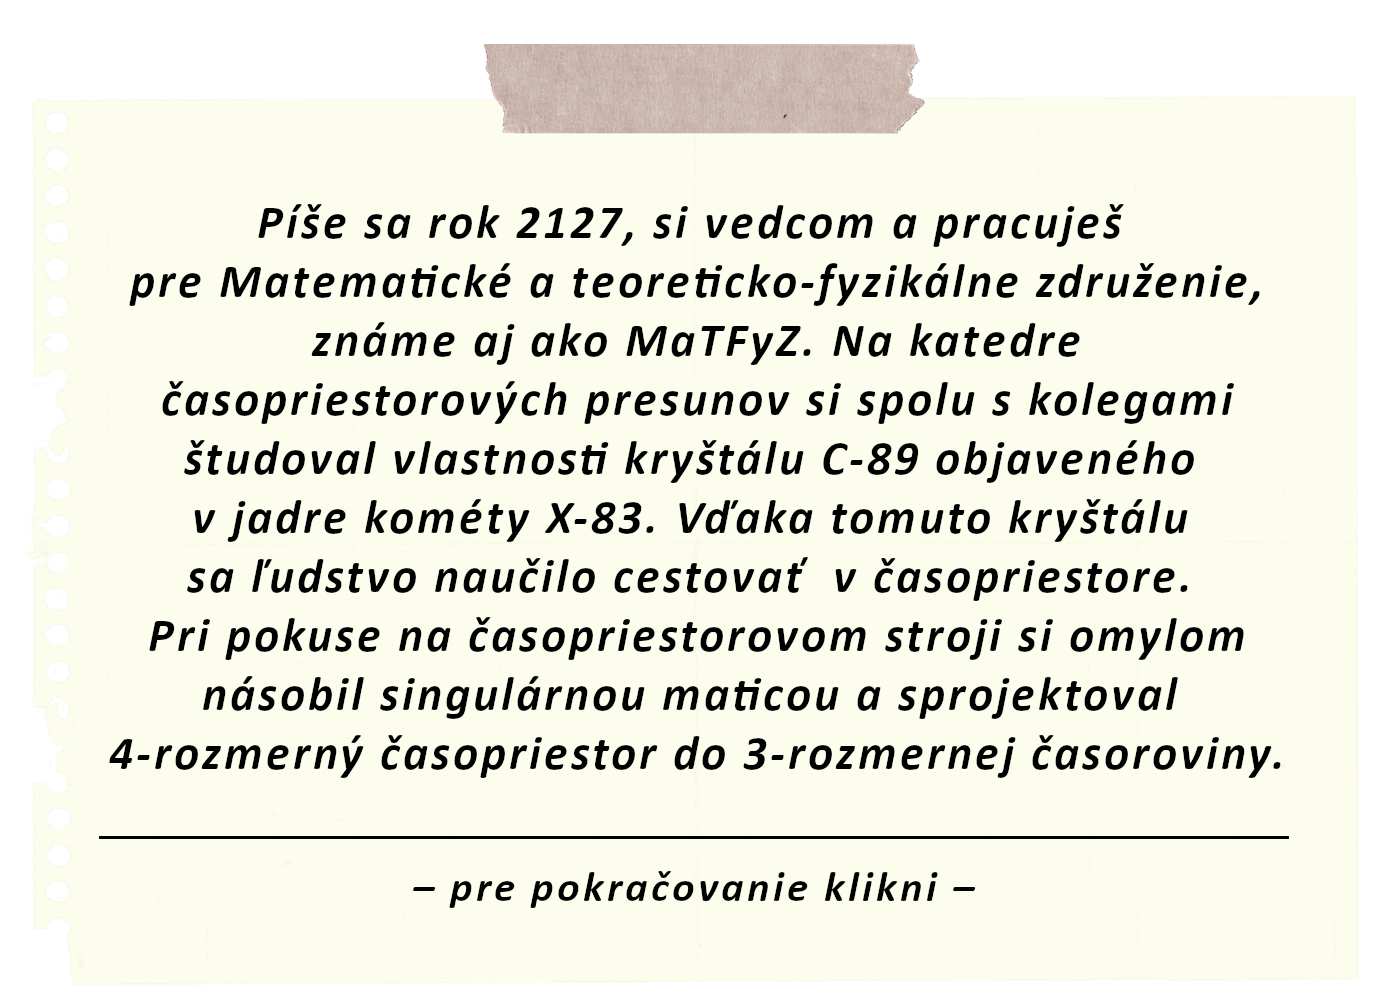 Píše sa rok 2127, si vedcom a pracuješ
pre Matematické a teoreticko-fyzikálne združenie,
známe aj ako MaTFyZ. Na katedre
časopriestorových presunov si spolu s kolegami
študoval vlastnosti kryštálu C-89 objaveného
v jadre kométy X-83. Vďaka tomuto kryštálu
sa ľudstvo naučilo cestovať v časopriestore.
Pri pokuse na časopriestorovom stroji si omylom
násobil singulárnou maticou a sprojektoval
4-rozmerný časopriestor do 3-rozmernej časoroviny.
– pre pokračovanie klikni –